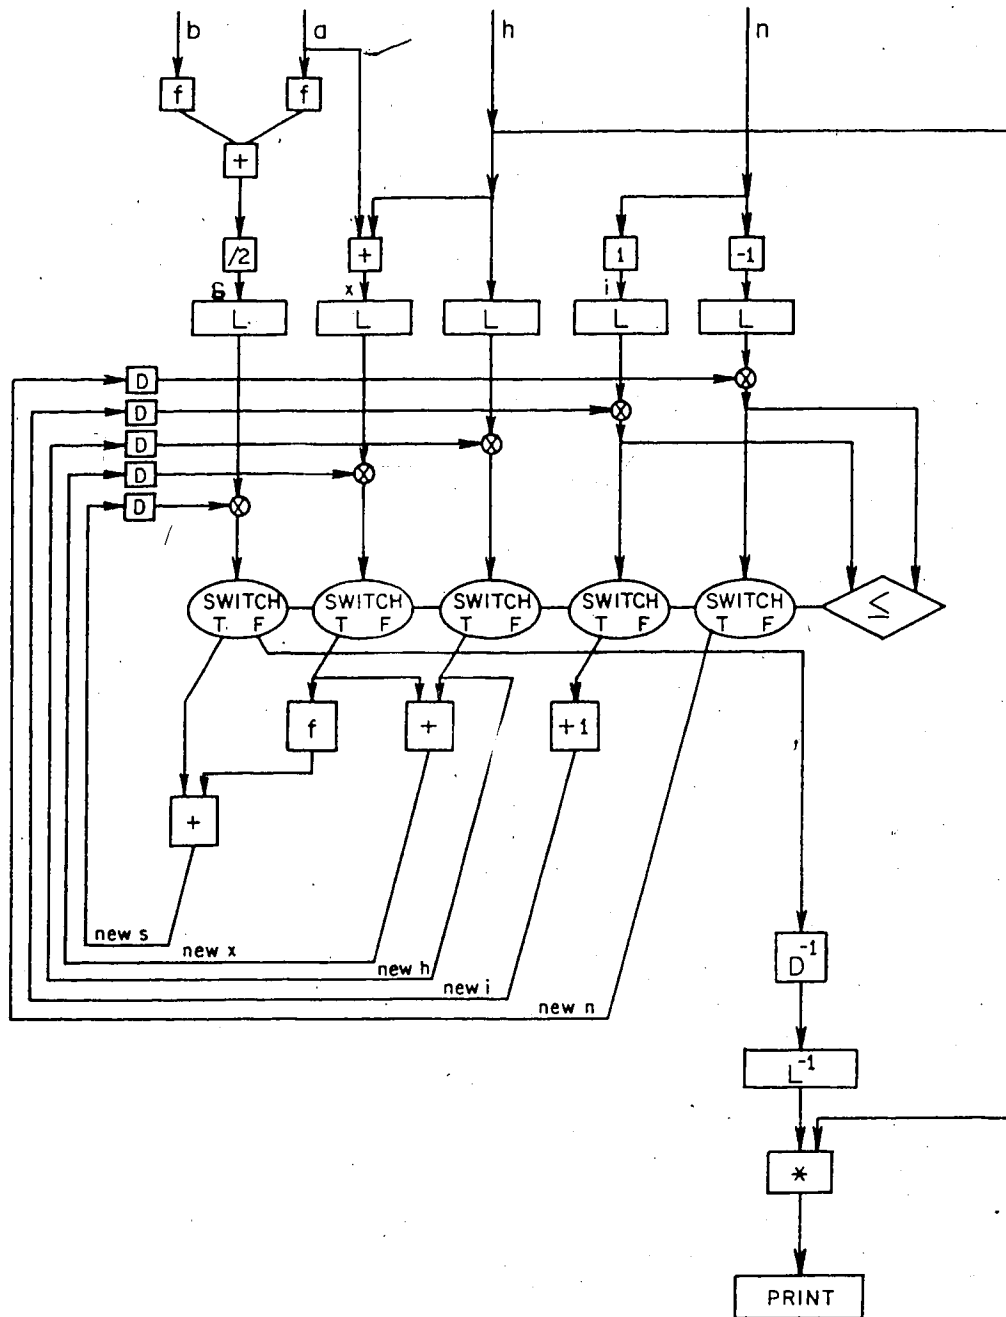 b a h n
f f
+
/2 + 1 -1
s x i
L L L L L
D
D
D
D
D
SWITCH SWITCH SWITCH SWITCH SWITCH ≤
T F T F T F T F T F
f + +1
+
new s
new x
new h
new i
new n
D⁻¹
L⁻¹
*
PRINT